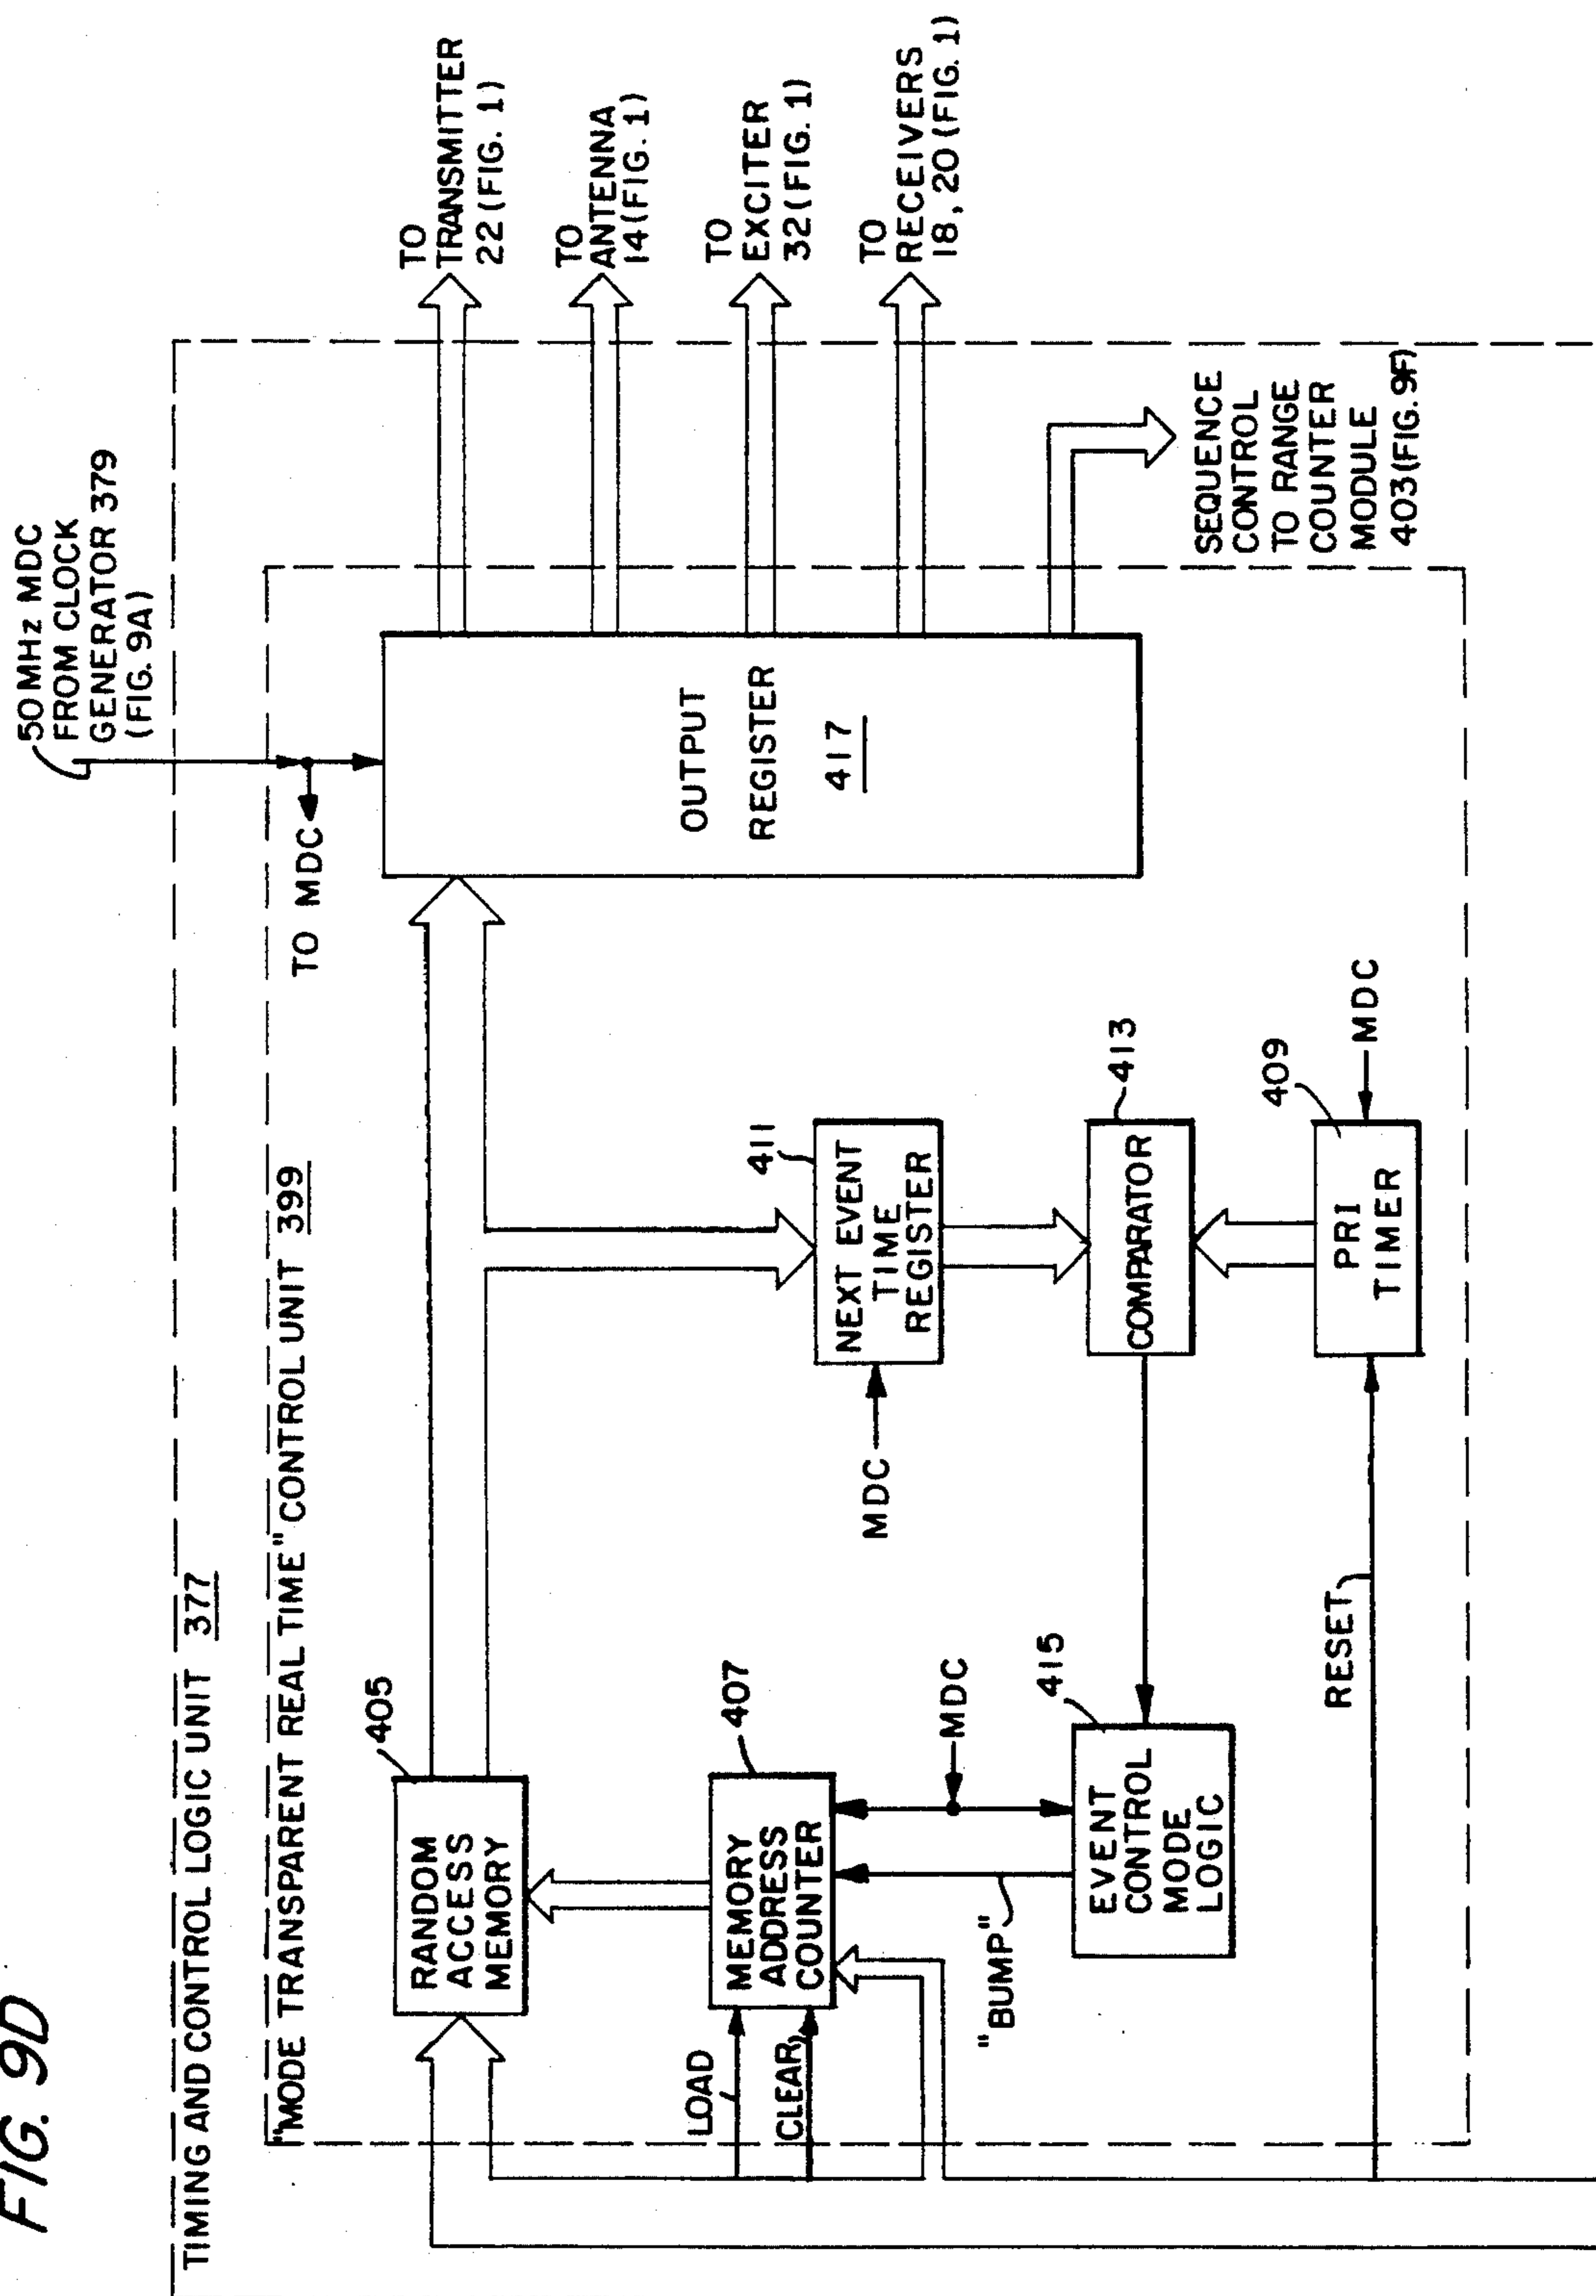 FIG. 9D
50 MHz MDC
FROM CLOCK
GENERATOR 379
(FIG. 9A)
TIMING AND CONTROL LOGIC UNIT 377
"MODE TRANSPARENT REAL TIME" CONTROL UNIT 399
TO MDC
405
RANDOM
ACCESS
MEMORY
TO
TRANSMITTER
22 (FIG. 1)
TO
ANTENNA
14 (FIG. 1)
TO
EXCITER
32 (FIG. 1)
TO
RECEIVERS
18, 20 (FIG. 1)
OUTPUT
REGISTER
417
LOAD
CLEAR
407
MEMORY
ADDRESS
COUNTER
411
NEXT EVENT
TIME
REGISTER
MDC
MDC
"BUMP"
415
EVENT
CONTROL
MODE
LOGIC
413
COMPARATOR
SEQUENCE
CONTROL
TO RANGE
COUNTER
MODULE
403 (FIG. 9F)
409
PRI
TIMER
MDC
RESET